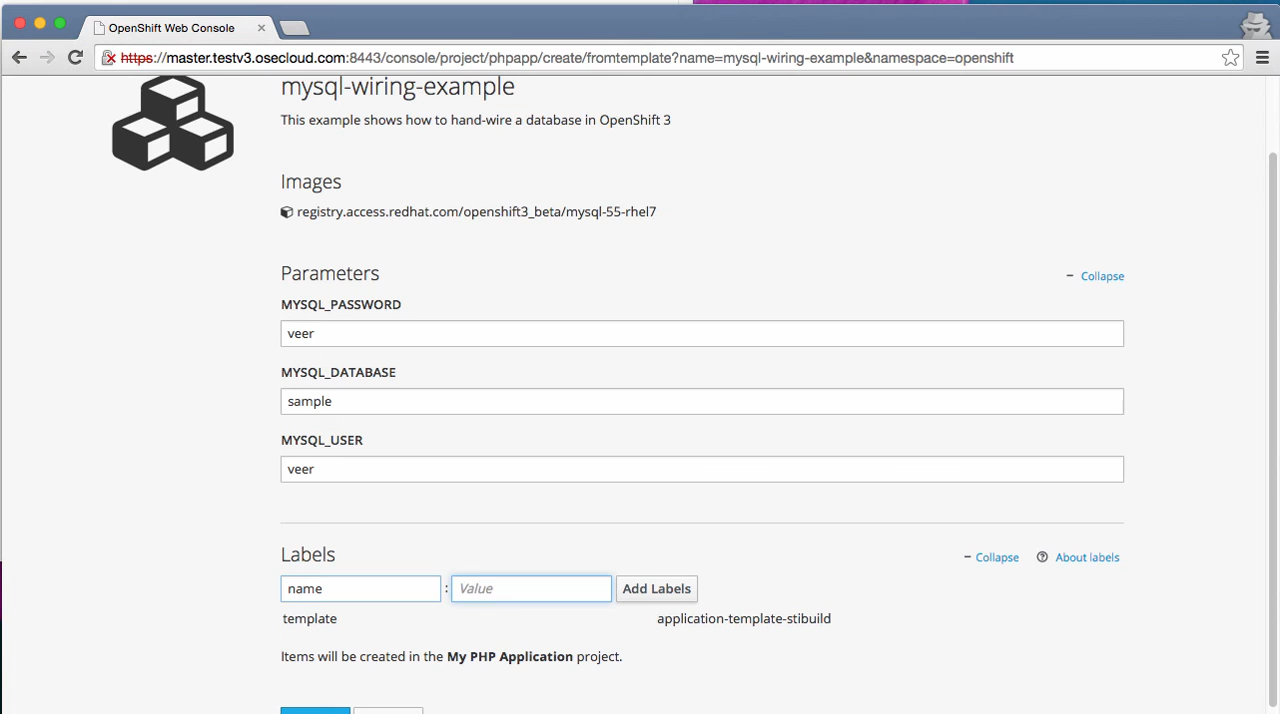 OpenShift Web Console
https://master.testv3.osecloud.com:8443/console/project/phpapp/create/fromtemplate?name=mysql-wiring-example&namespace=openshift
mysql-wiring-example
This example shows how to hand-wire a database in OpenShift 3
Images
registry.access.redhat.com/openshift3_beta/mysql-55-rhel7
Parameters
Collapse
MYSQL_PASSWORD
veer
MYSQL_DATABASE
sample
MYSQL_USER
veer
Labels
Collapse
About labels
name : Value Add Labels
template application-template-stibuild
Items will be created in the My PHP Application project.